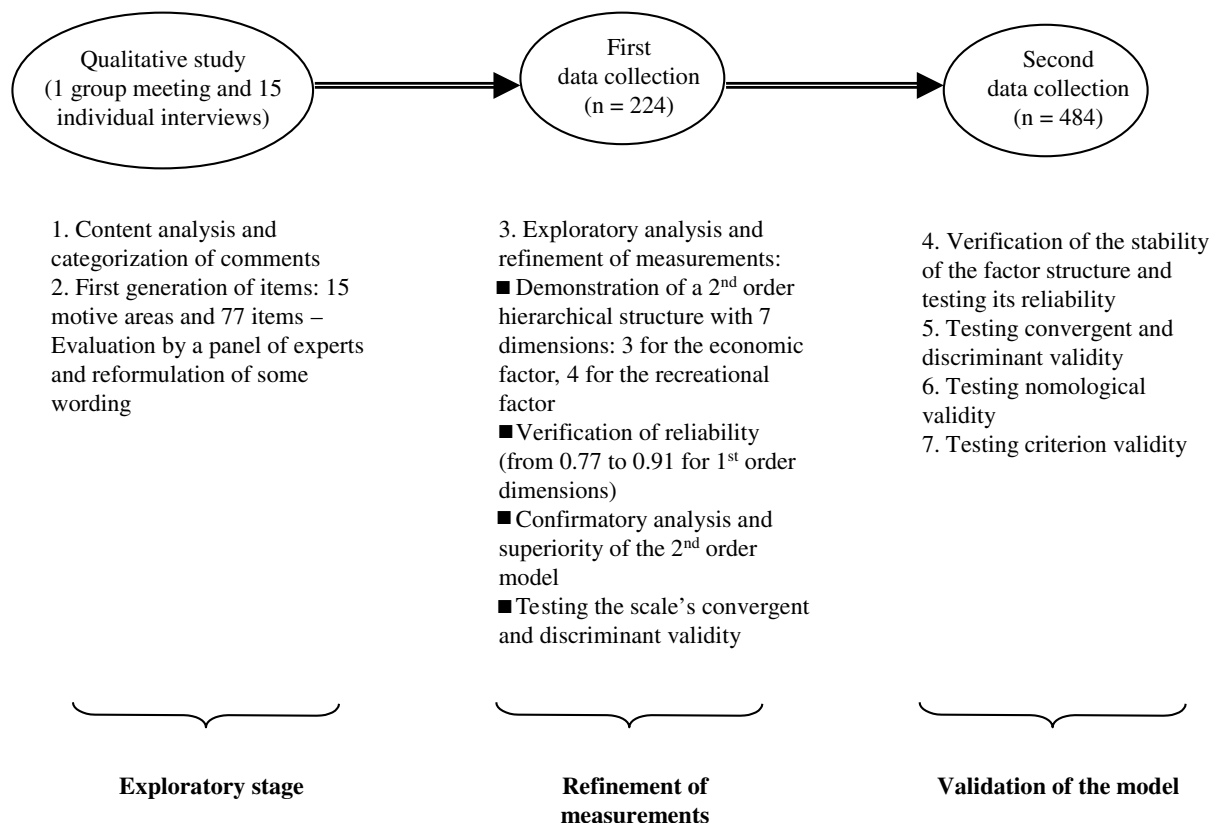 Qualitative study
(1 group meeting and 15
individual interviews)
First
data collection
(n = 224)
Second
data collection
(n = 484)
1. Content analysis and
categorization of comments
2. First generation of items: 15
motive areas and 77 items –
Evaluation by a panel of experts
and reformulation of some
wording
3. Exploratory analysis and
refinement of measurements:
■ Demonstration of a 2nd order
hierarchical structure with 7
dimensions: 3 for the economic
factor, 4 for the recreational
factor
■ Verification of reliability
(from 0.77 to 0.91 for 1st order
dimensions)
■ Confirmatory analysis and
superiority of the 2nd order
model
■ Testing the scale’s convergent
and discriminant validity
4. Verification of the stability
of the factor structure and
testing its reliability
5. Testing convergent and
discriminant validity
6. Testing nomological
validity
7. Testing criterion validity
Exploratory stage
Refinement of
measurements
Validation of the model